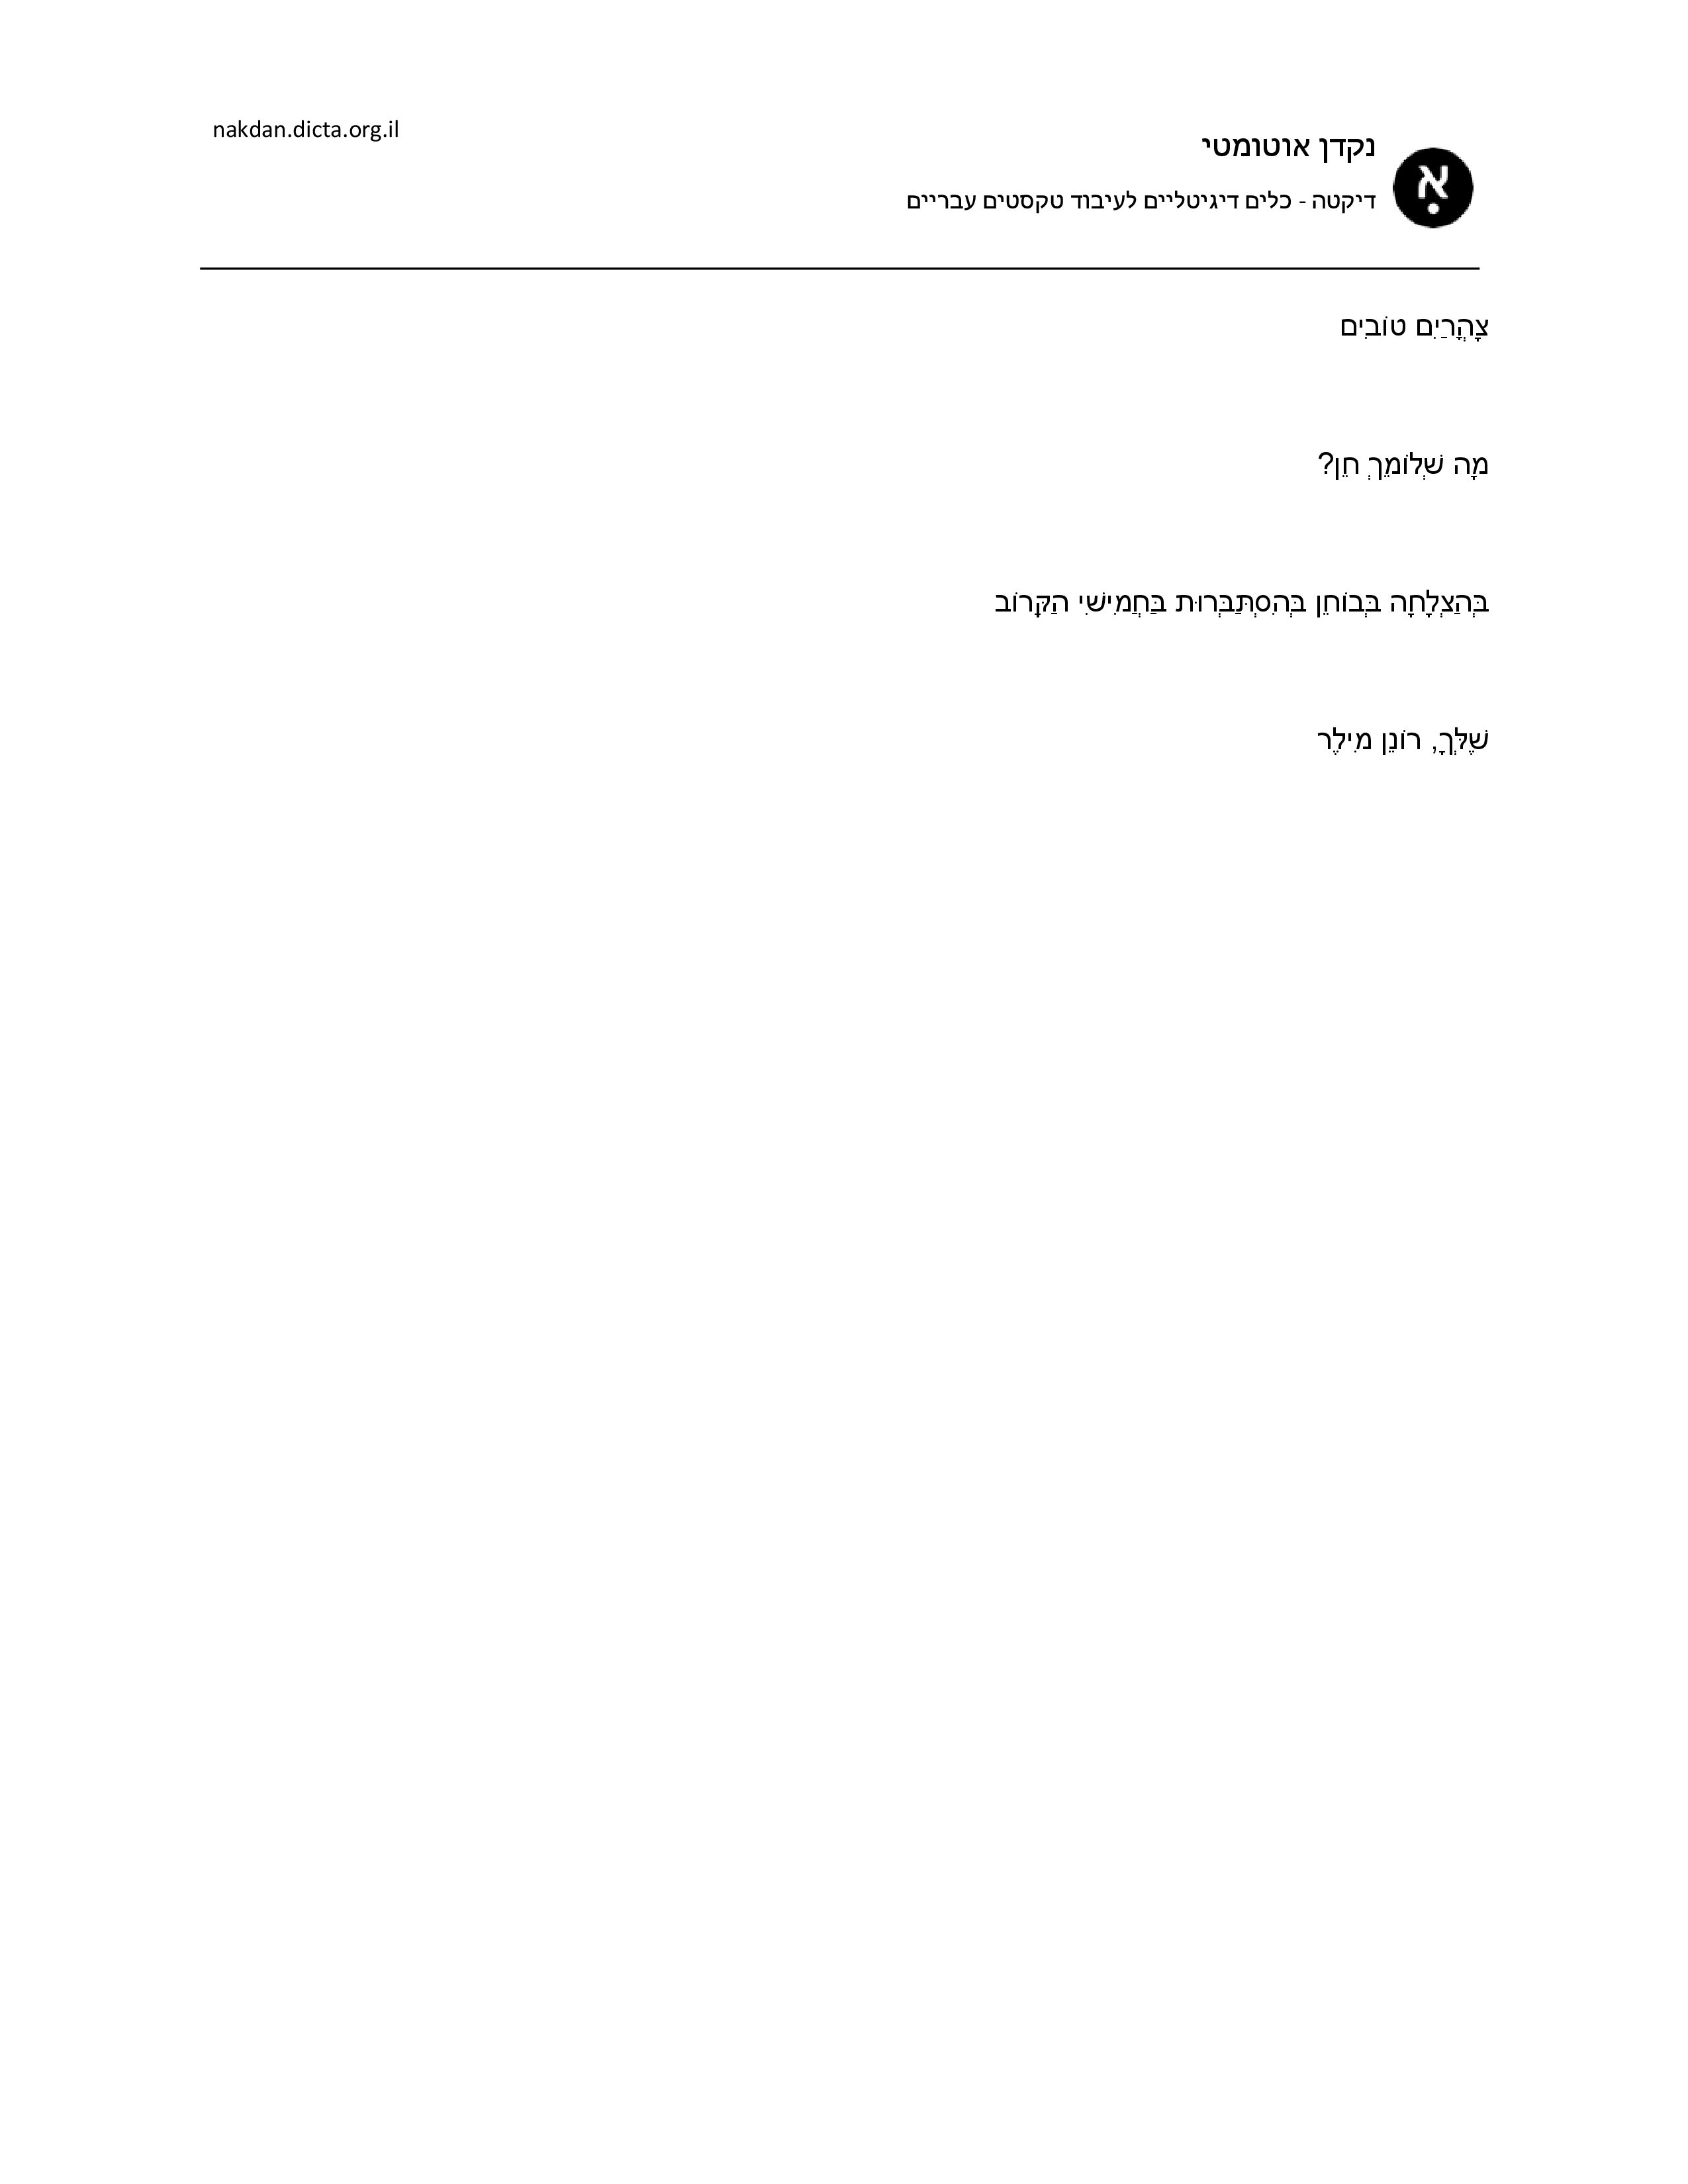 nakdan.dicta.org.il
נקדן אוטומטי
דיקטה - כלים דיגיטליים לעיבוד טקסטים עבריים
צָהֳרַיִם טוֹבִים
מָה שְׁלוֹמֵךְ חֵן?
בְּהַצְלָחָה בְּבוֹחֵן בְּהִסְתַּבְּרוּת בַּחֲמִישִׁי הַקָּרוֹב
שֶׁלְּךָ, רוֹנֵן מִילֶר